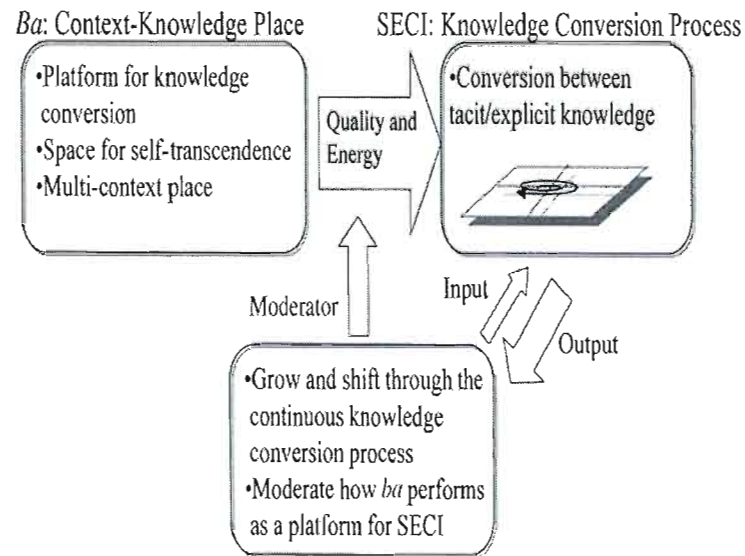 Ba: Context-Knowledge Place
SECI: Knowledge Conversion Process
•Platform for knowledge
conversion
•Space for self-transcendence
•Multi-context place
Quality and
Energy
•Conversion between
tacit/explicit knowledge
Moderator
Input
Output
•Grow and shift through the
continuous knowledge
conversion process
•Moderate how ba performs
as a platform for SECI